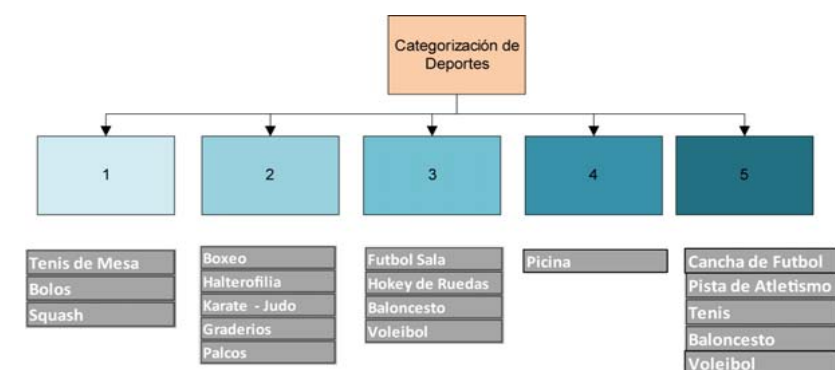 Categorización de
Deportes
1
2
3
4
5
Tenis de Mesa
Bolos
Squash
Boxeo
Halterofilia
Karate - Judo
Graderios
Palcos
Futbol Sala
Hokey de Ruedas
Baloncesto
Voleibol
Picina
Cancha de Futbol
Pista de Atletismo
Tenis
Baloncesto
Voleibol